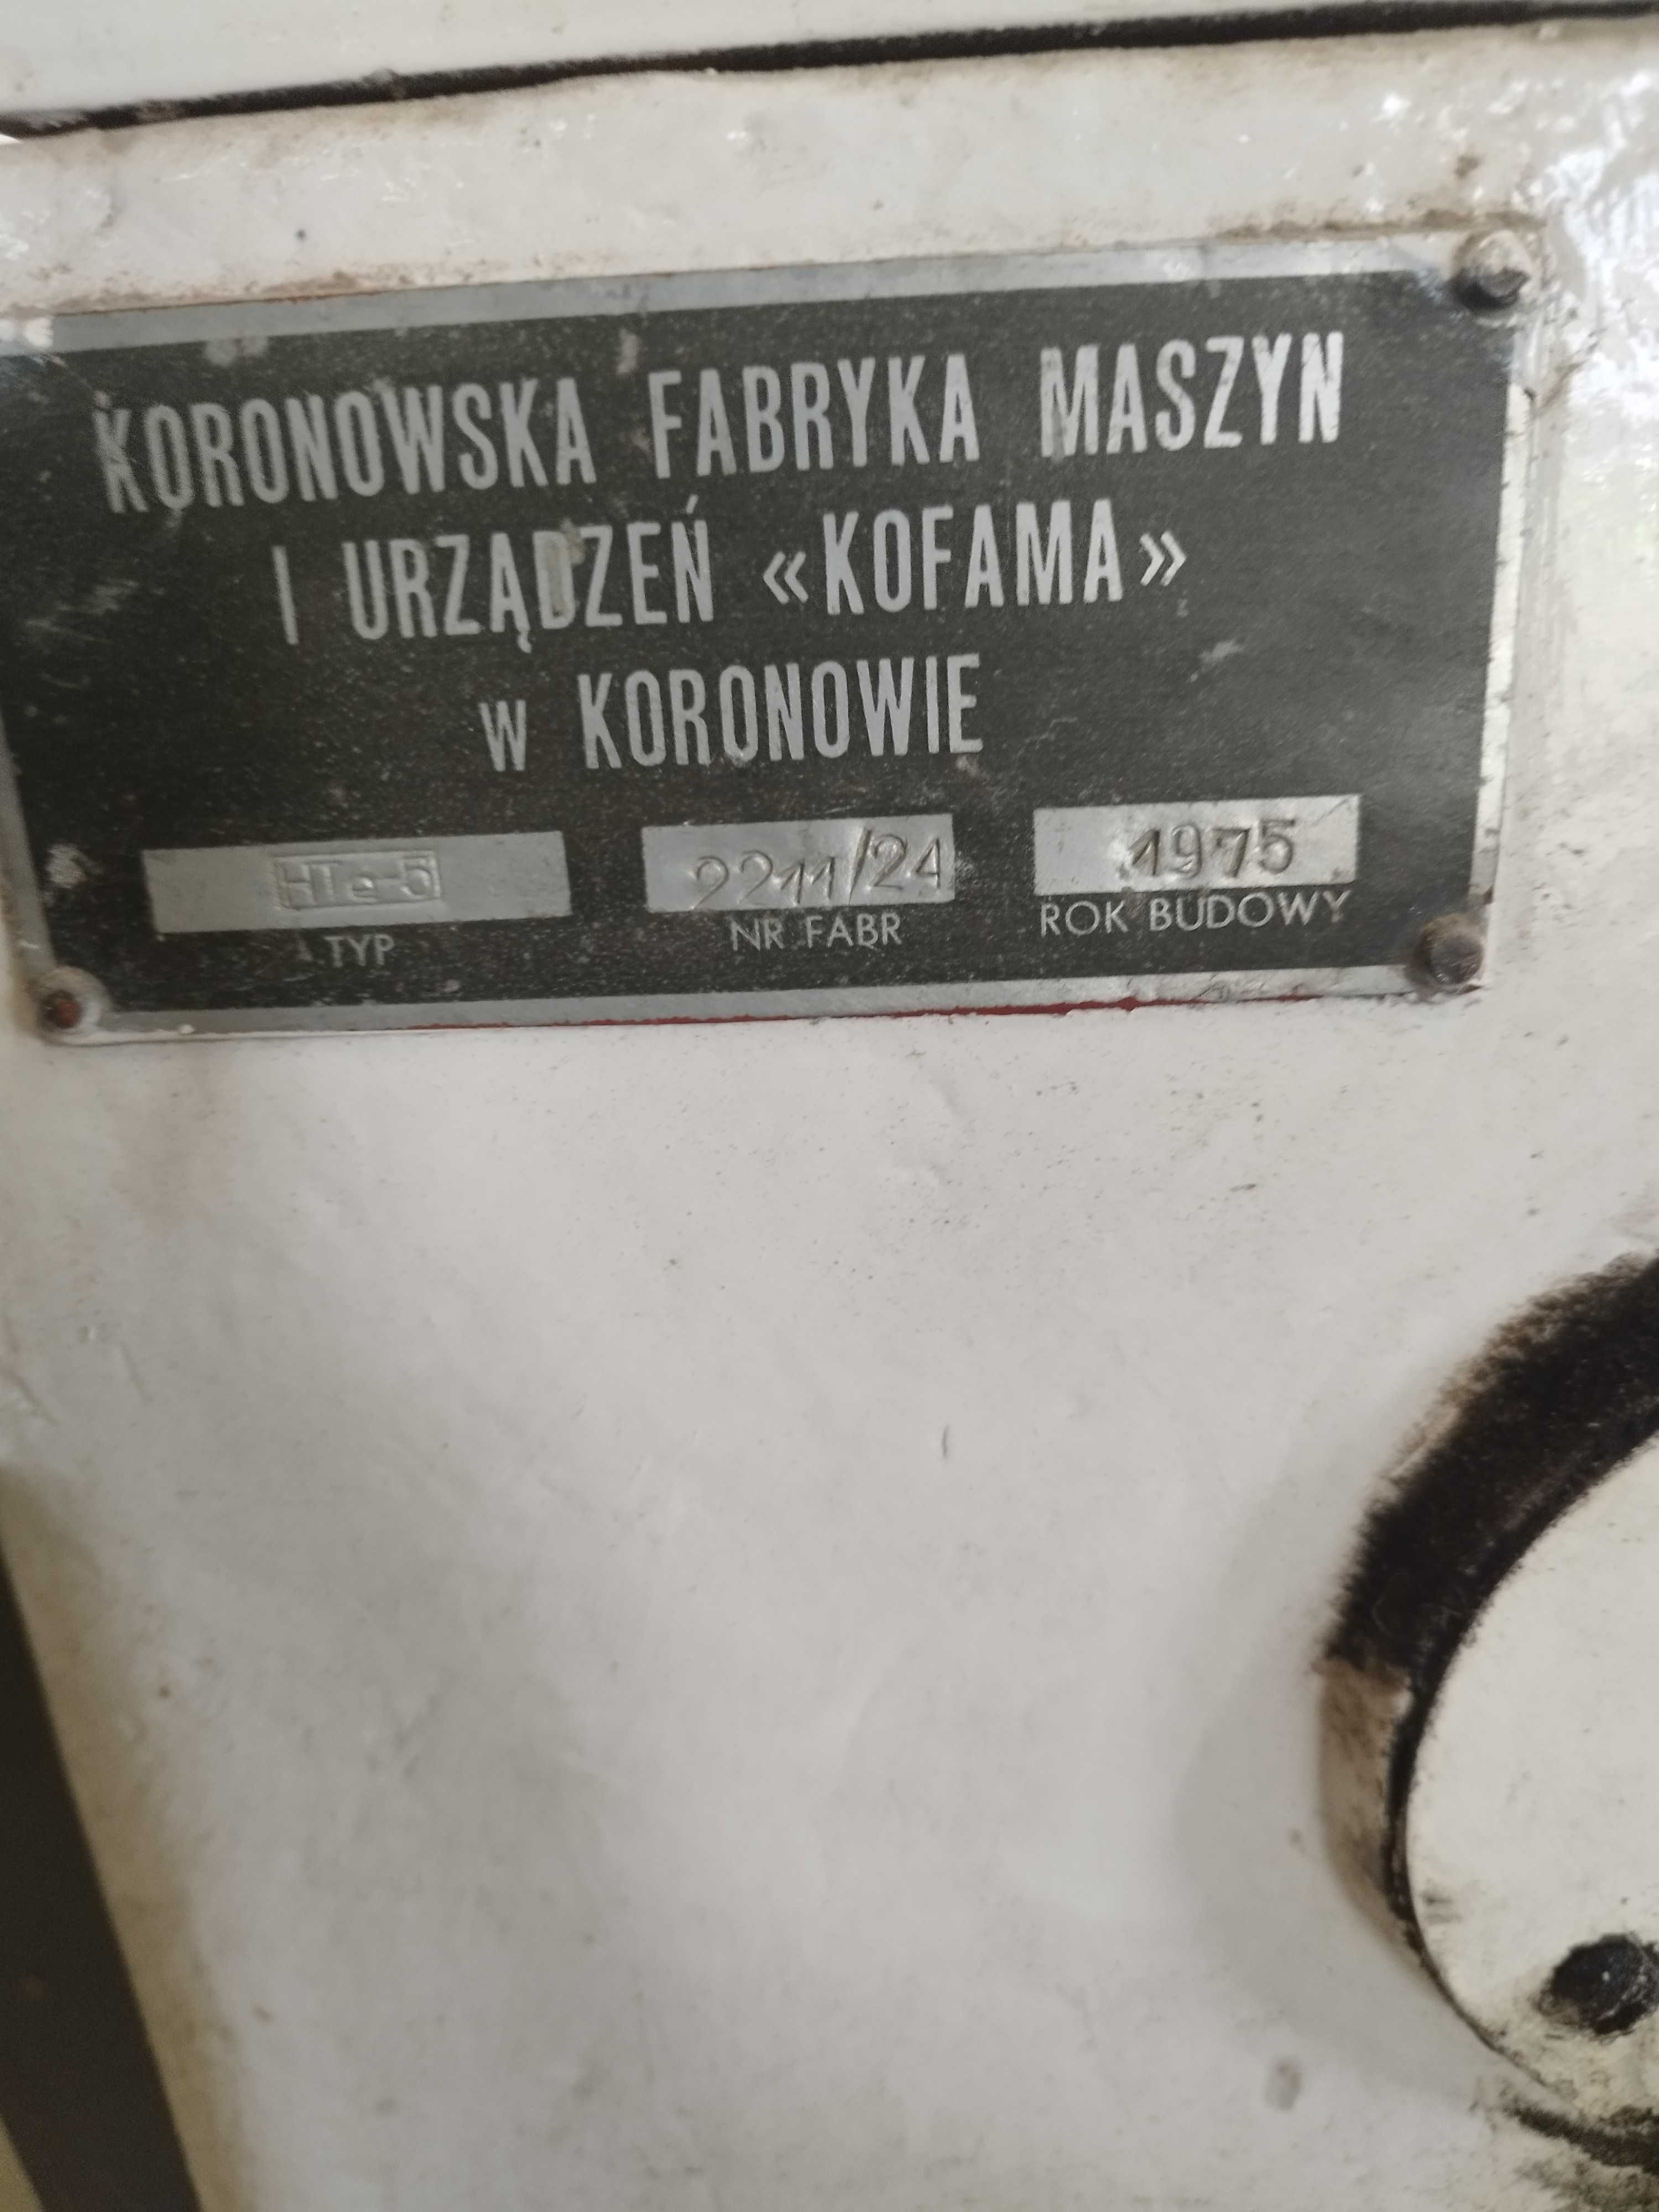 KORONOWSKA FABRYKA MASZYN
I URZĄDZEŃ «KOFAMA»
W KORONOWIE
HTe-5 2211/24 1975
TYP NR FABR ROK BUDOWY